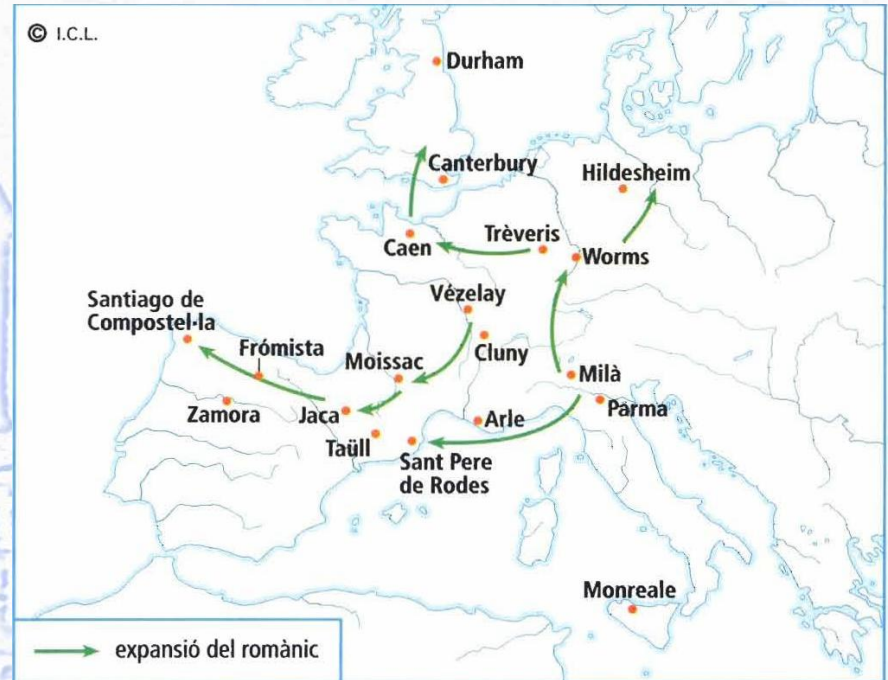 © I.C.L.
Durham
Canterbury
Hildesheim
Caen
Trèveris
Worms
Vézelay
Santiago de
Compostel·la
Frómista
Moissac
Cluny
Milà
Zamora
Jaca
Arle
Parma
Taüll
Sant Pere
de Rodes
Monreale
expansió del romànic